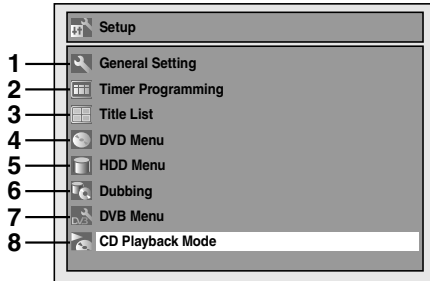 Setup
1 General Setting
2 Timer Programming
3 Title List
4 DVD Menu
5 HDD Menu
6 Dubbing
7 DVB DVB Menu
8 CD Playback Mode